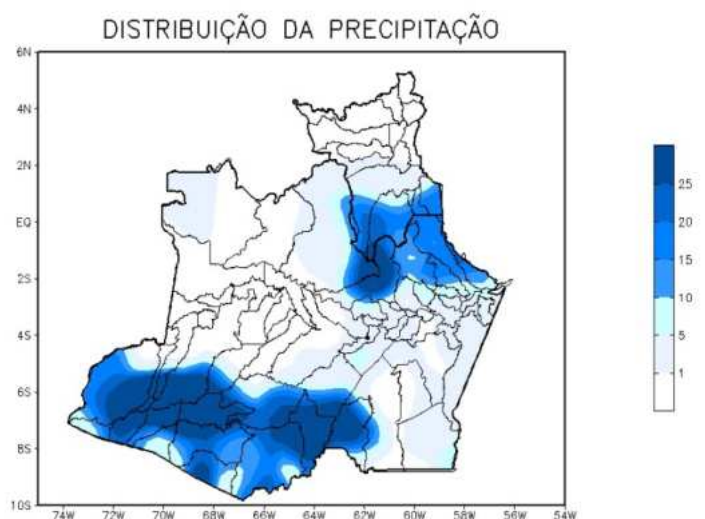 DISTRIBUIÇÃO DA PRECIPITAÇÃO
6N
4N
2N
EQ
2S
4S
6S
8S
10S
74W 72W 70W 68W 66W 64W 62W 60W 58W 56W 54W
25
20
15
10
5
1